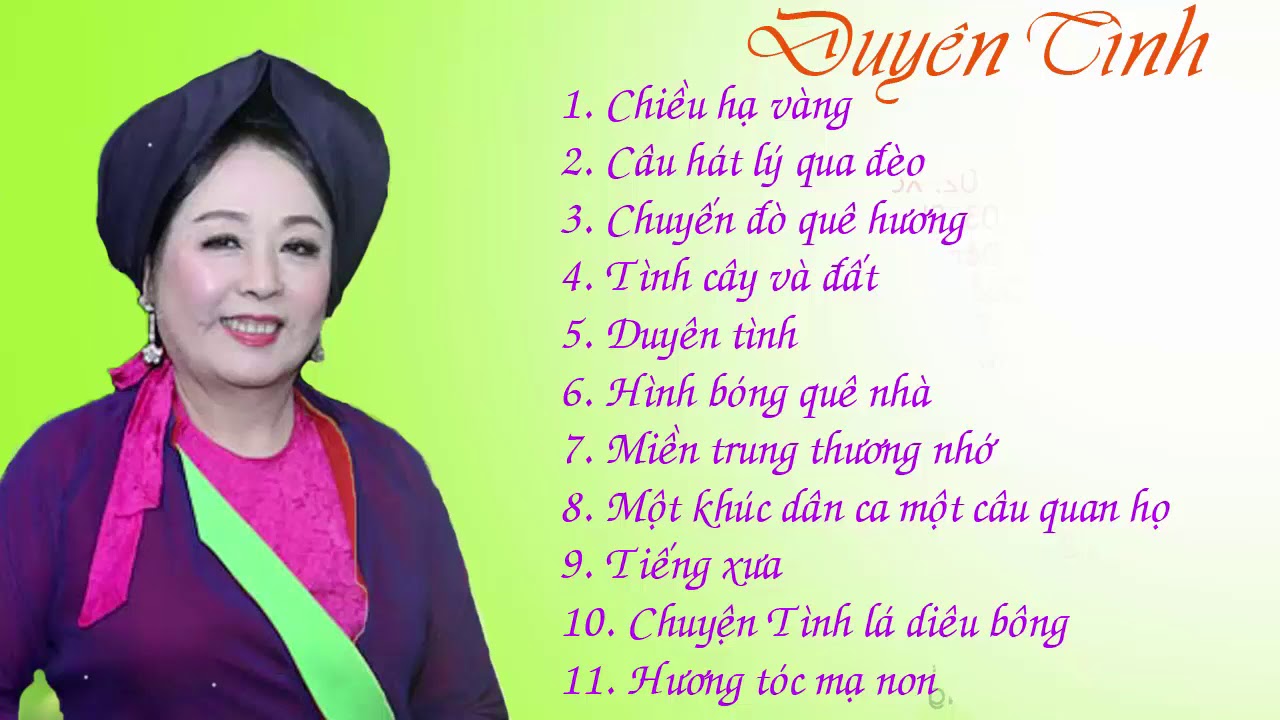 Duyên Tình
1. Chiều hạ vàng
2. Câu hát lý qua đèo
3. Chuyến đò quê hương
4. Tình cây và đất
5. Duyên tình
6. Hình bóng quê nhà
7. Miền trung thương nhớ
8. Một khúc dân ca một câu quan họ
9. Tiếng xưa
10. Chuyện Tình lá diêu bông
11. Hương tóc mạ non